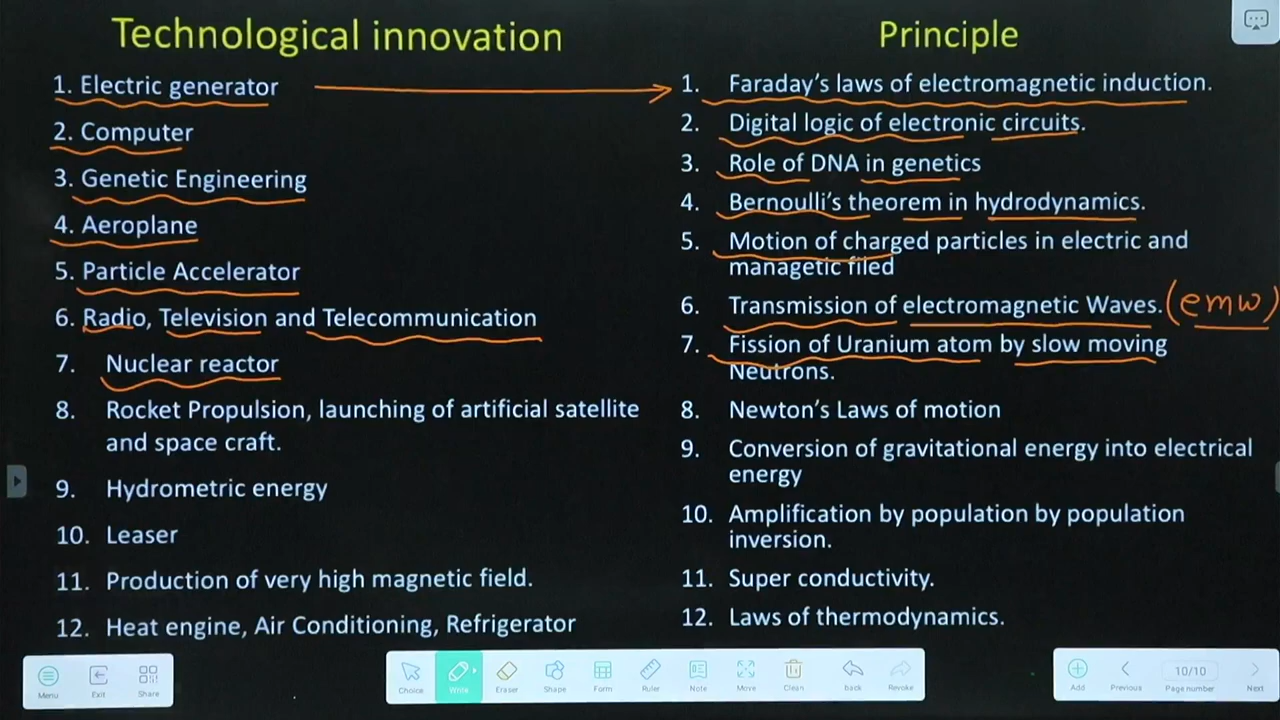 Technological innovation
1. Electric generator
2. Computer
3. Genetic Engineering
4. Aeroplane
5. Particle Accelerator
6. Radio, Television and Telecommunication
7. Nuclear reactor
8. Rocket Propulsion, launching of artificial satellite
and space craft.
9. Hydrometric energy
10. Leaser
11. Production of very high magnetic field.
12. Heat engine, Air Conditioning, Refrigerator
Principle
1. Faraday's laws of electromagnetic induction.
2. Digital logic of electronic circuits.
3. Role of DNA in genetics
4. Bernoulli's theorem in hydrodynamics.
5. Motion of charged particles in electric and
managetic filed
6. Transmission of electromagnetic Waves. (emw)
7. Fission of Uranium atom by slow moving
Neutrons.
8. Newton's Laws of motion
9. Conversion of gravitational energy into electrical
energy
10. Amplification by population by population
inversion.
11. Super conductivity.
12. Laws of thermodynamics.
Menu Exit Share
Choice Write Eraser Shape Form Ruler Note Move Clean back Revoke
Add Previous 10/10 Page number Next